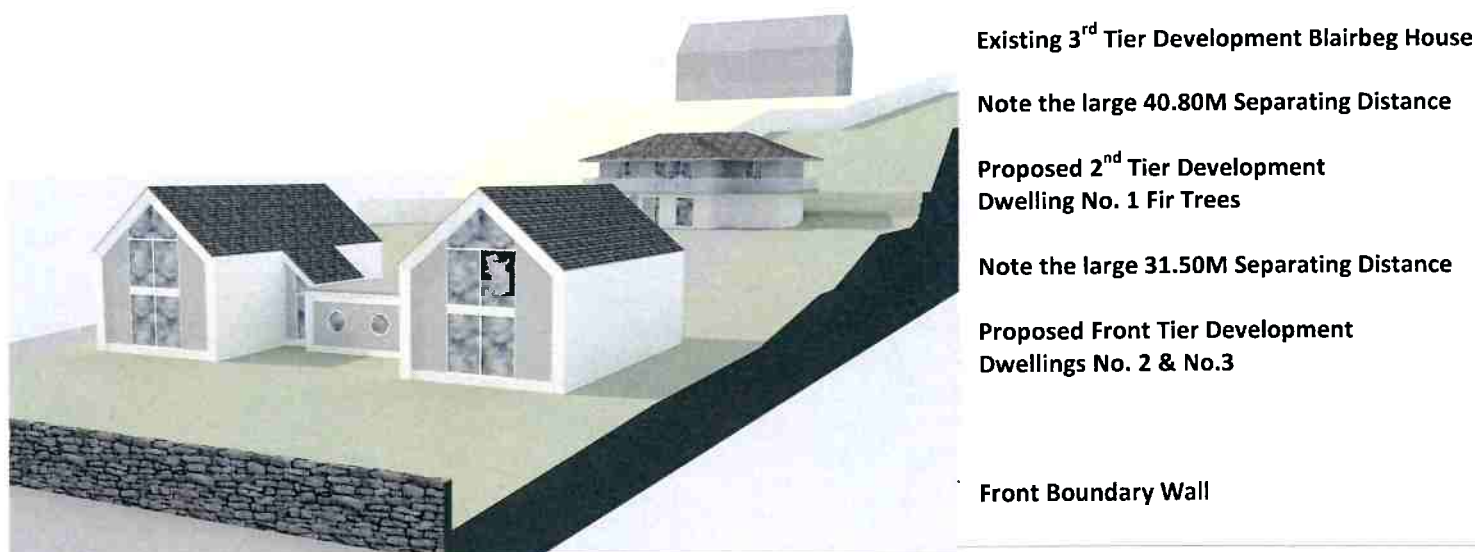 Existing 3rd Tier Development Blairbeg House
Note the large 40.80M Separating Distance
Proposed 2nd Tier Development
Dwelling No. 1 Fir Trees
Note the large 31.50M Separating Distance
Proposed Front Tier Development
Dwellings No. 2 & No.3
Front Boundary Wall